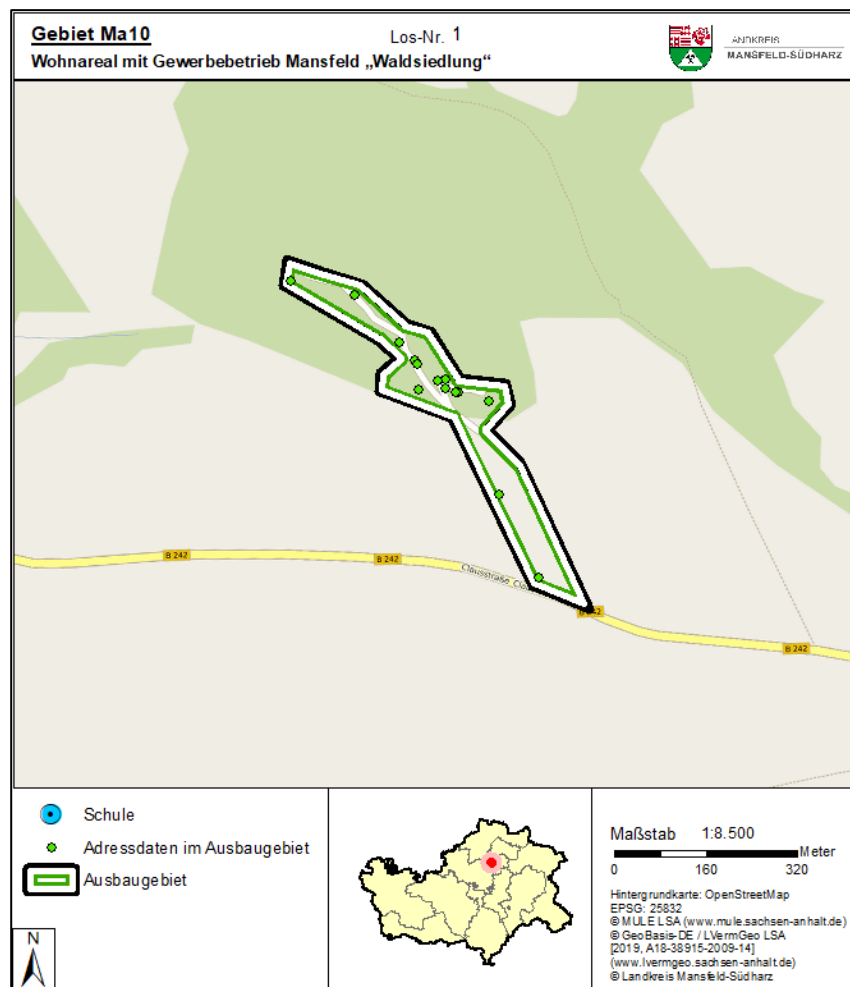 Gebiet Ma10
Los-Nr. 1
Wohnareal mit Gewerbebetrieb Mansfeld „Waldsiedlung“
ANDKREIS
MANSFELD-SÜDHARZ
B 242
B 242
Clausstraße
B 242
Schule
Adressdaten im Ausbaugebiet
Ausbaugebiet
N
Maßstab 1:8.500
Meter
0 160 320
Hintergrundkarte: OpenStreetMap
EPSG: 25832
© MULE LSA (www.mule.sachsen-anhalt.de)
© GeoBasis-DE / LVermGeo LSA
[2019, A18-38915-2009-14]
(www.lvermgeo.sachsen-anhalt.de)
© Landkreis Mansfeld-Südharz